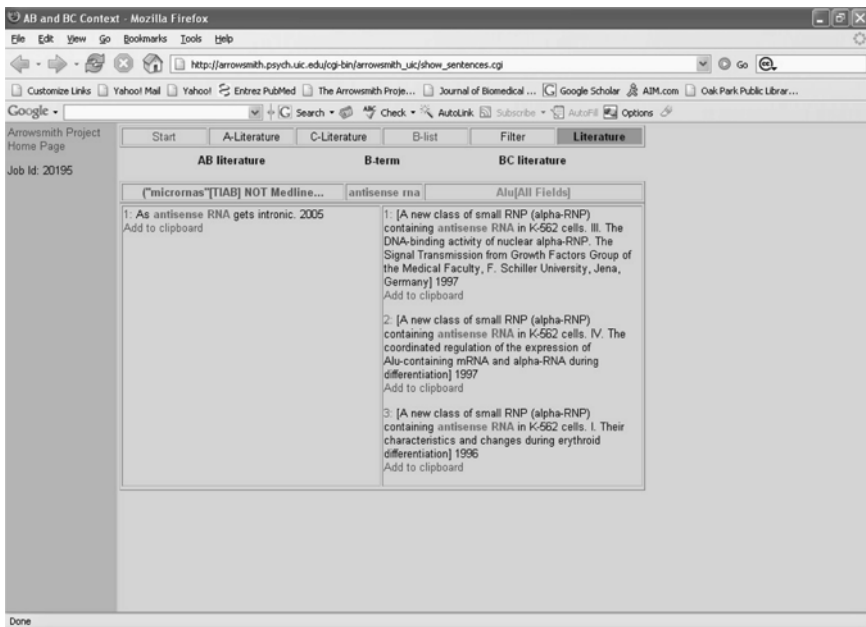 AB and BC Context - Mozilla Firefox
File Edit View Go Bookmarks Tools Help
http://arrowsmith.psych.uic.edu/cgi-bin/arrowsmith_uic/show_sentences.cgi Go
Customize Links Yahoo! Mail Yahoo! Entrez PubMed The Arrowsmith Proje... Journal of Biomedical ... Google Scholar AIM.com Oak Park Public Librar...
Google Search Check AutoLink Subscribe AutoFill Options
Arrowsmith Project
Home Page
Job Id: 20195
Start A-Literature C-Literature B-list Filter Literature
AB literature B-term BC literature
("micrornas"[TIAB] NOT Medline... antisense rna Alu[All Fields]
1: As antisense RNA gets intronic. 2005
Add to clipboard
1: [A new class of small RNP (alpha-RNP)
containing antisense RNA in K-562 cells. III. The
DNA-binding activity of nuclear alpha-RNP. The
Signal Transmission from Growth Factors Group of
the Medical Faculty, F. Schiller University, Jena,
Germany] 1997
Add to clipboard
2: [A new class of small RNP (alpha-RNP)
containing antisense RNA in K-562 cells. IV. The
coordinated regulation of the expression of
Alu-containing mRNA and alpha-RNA during
differentiation] 1997
Add to clipboard
3: [A new class of small RNP (alpha-RNP)
containing antisense RNA in K-562 cells. I. Their
characteristics and changes during erythroid
differentiation] 1996
Add to clipboard
Done